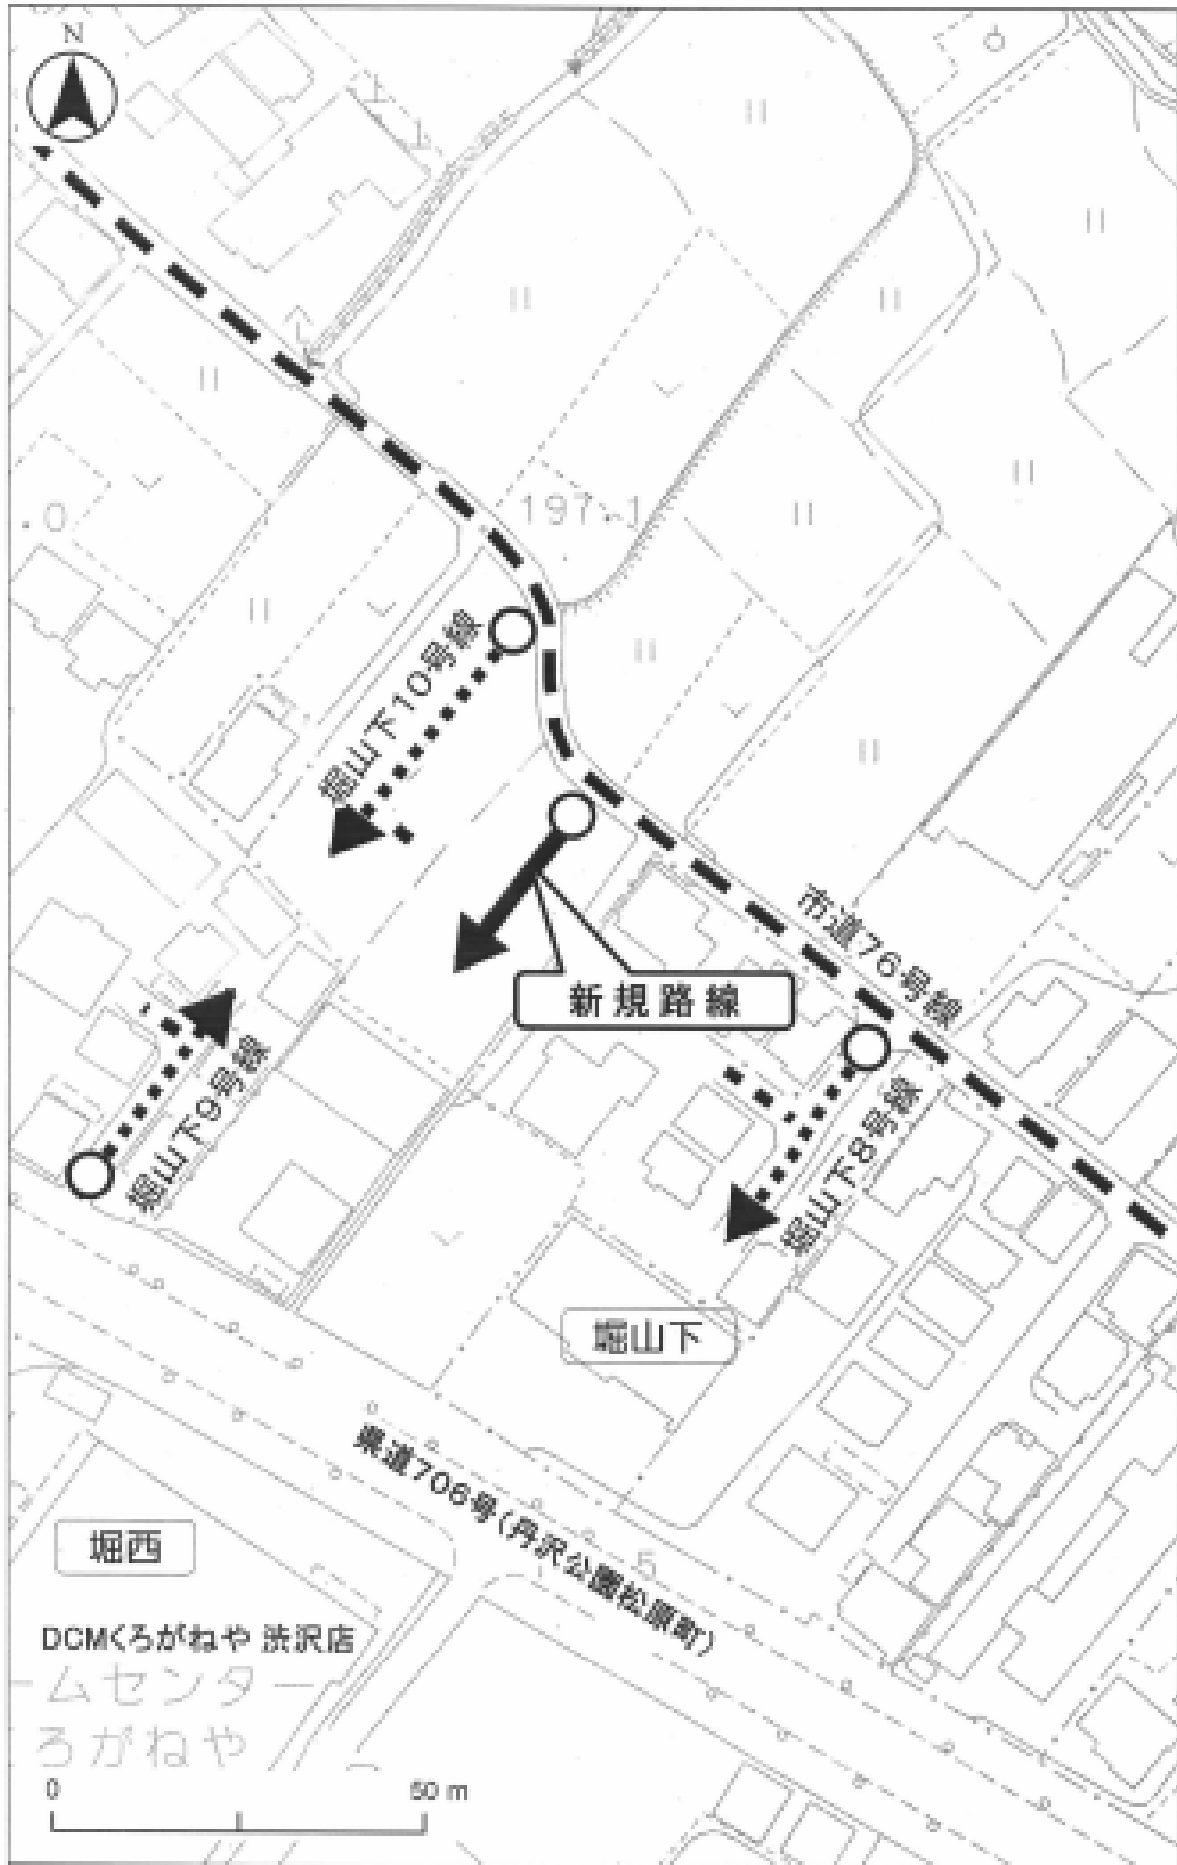 N
197.1
.0
堀山下10号線
市道76号線
新規路線
堀山下9号線
堀山下8号線
堀山下
県道706号(丹沢公園松原町)
5
堀西
DCMくろがねや 渋沢店
ームセンター
ろがねや
0
50 m